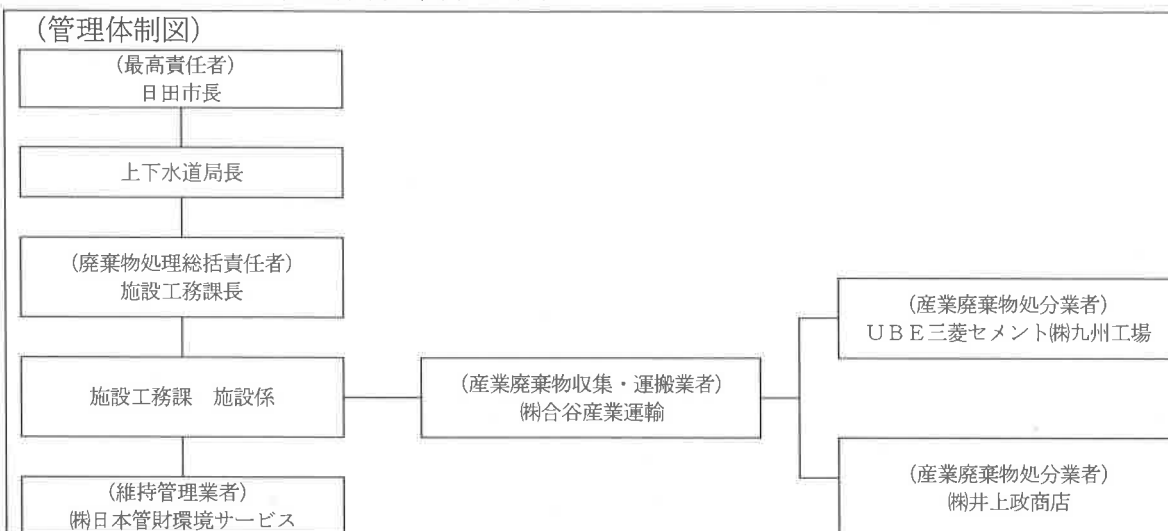 (管理体制図)
(最高責任者)
日田市長
上下水道局長
(廃棄物処理総括責任者)
施設工務課長
施設工務課　施設係
(維持管理業者)
㈱日本管財環境サービス
(産業廃棄物収集・運搬業者)
㈱合谷産業運輸
(産業廃棄物処分業者)
ＵＢＥ三菱セメント㈱九州工場
(産業廃棄物処分業者)
㈱井上政商店